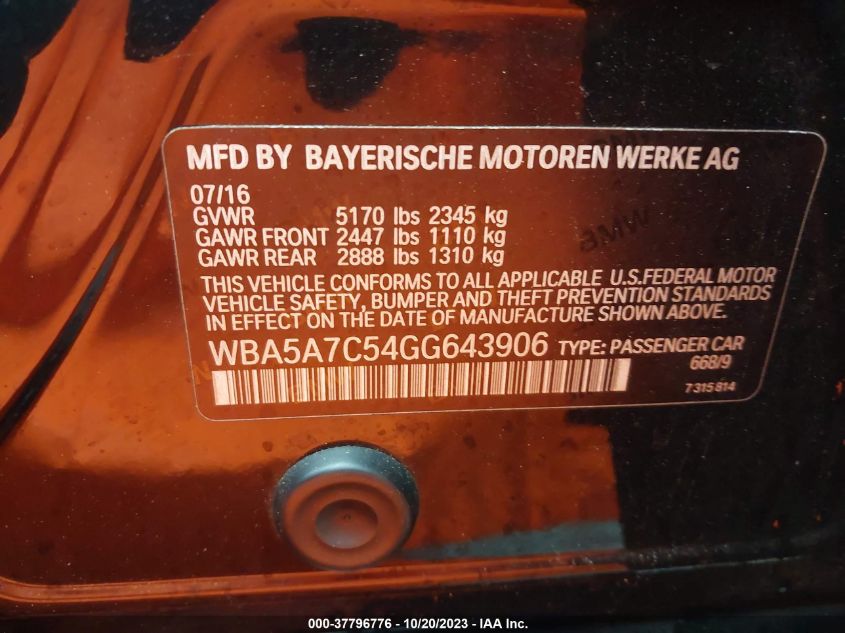 MFD BY BAYERISCHE MOTOREN WERKE AG
07/16
GVWR 5170 lbs 2345 kg
GAWR FRONT 2447 lbs 1110 kg
GAWR REAR 2888 lbs 1310 kg
THIS VEHICLE CONFORMS TO ALL APPLICABLE U.S.FEDERAL MOTOR
VEHICLE SAFETY, BUMPER AND THEFT PREVENTION STANDARDS
IN EFFECT ON THE DATE OF MANUFACTURE SHOWN ABOVE.
WBA5A7C54GG643906 TYPE: PASSENGER CAR
668/9
7315814
BMW
000-37796776 - 10/20/2023 - IAA Inc.